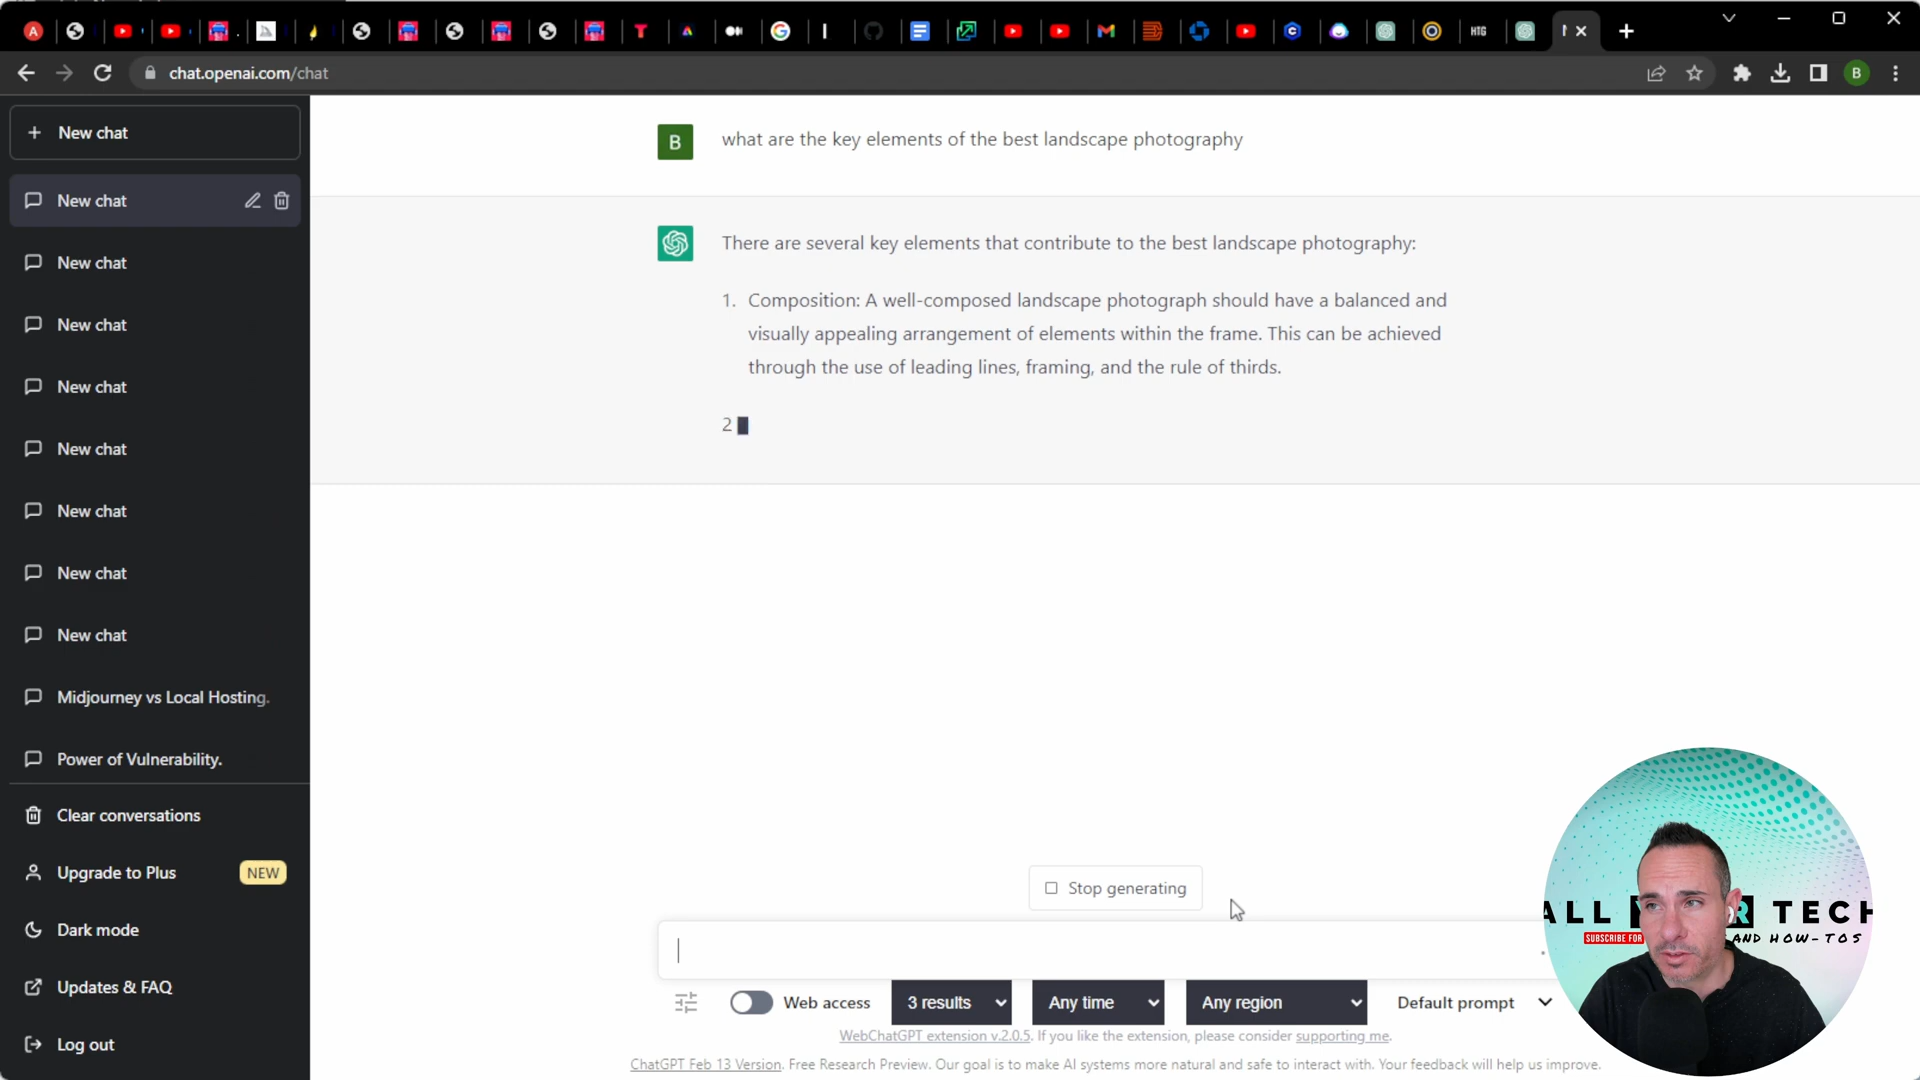 T
I
HTG
chat.openai.com/chat
B
New chat
New chat
New chat
New chat
New chat
New chat
New chat
New chat
New chat
Midjourney vs Local Hosting.
Power of Vulnerability.
Clear conversations
Upgrade to Plus
NEW
Dark mode
Updates & FAQ
Log out
B
what are the key elements of the best landscape photography
There are several key elements that contribute to the best landscape photography:
1. Composition: A well-composed landscape photograph should have a balanced and
visually appealing arrangement of elements within the frame. This can be achieved
through the use of leading lines, framing, and the rule of thirds.
2
Stop generating
Web access
3 results
Any time
Any region
Default prompt
WebChatGPT extension v.2.0.5. If you like the extension, please consider supporting me.
ChatGPT Feb 13 Version. Free Research Preview. Our goal is to make AI systems more natural and safe to interact with. Your feedback will help us improve.
ALL
TECH
SUBSCRIBE FOR
AND HOW-TOS